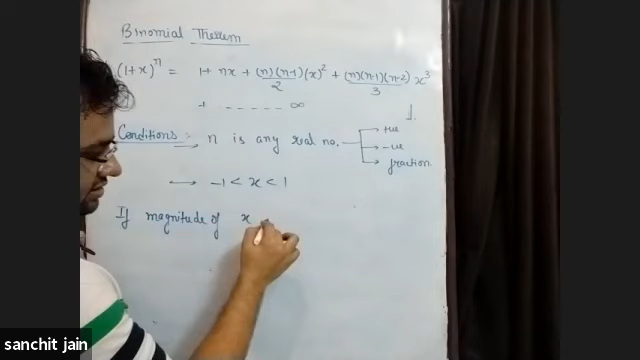 Binomial Theorem
(1+x)^n = 1 + nx + (n)(n-1)(x)^2/2 + (n)(n-1)(n-2)/3 x^3
+ - - - - - - ∞
Conditions :- → n is any real no. → +ve
→ -ve
→ fraction
→ -1 < x < 1
If magnitude of x
sanchit jain